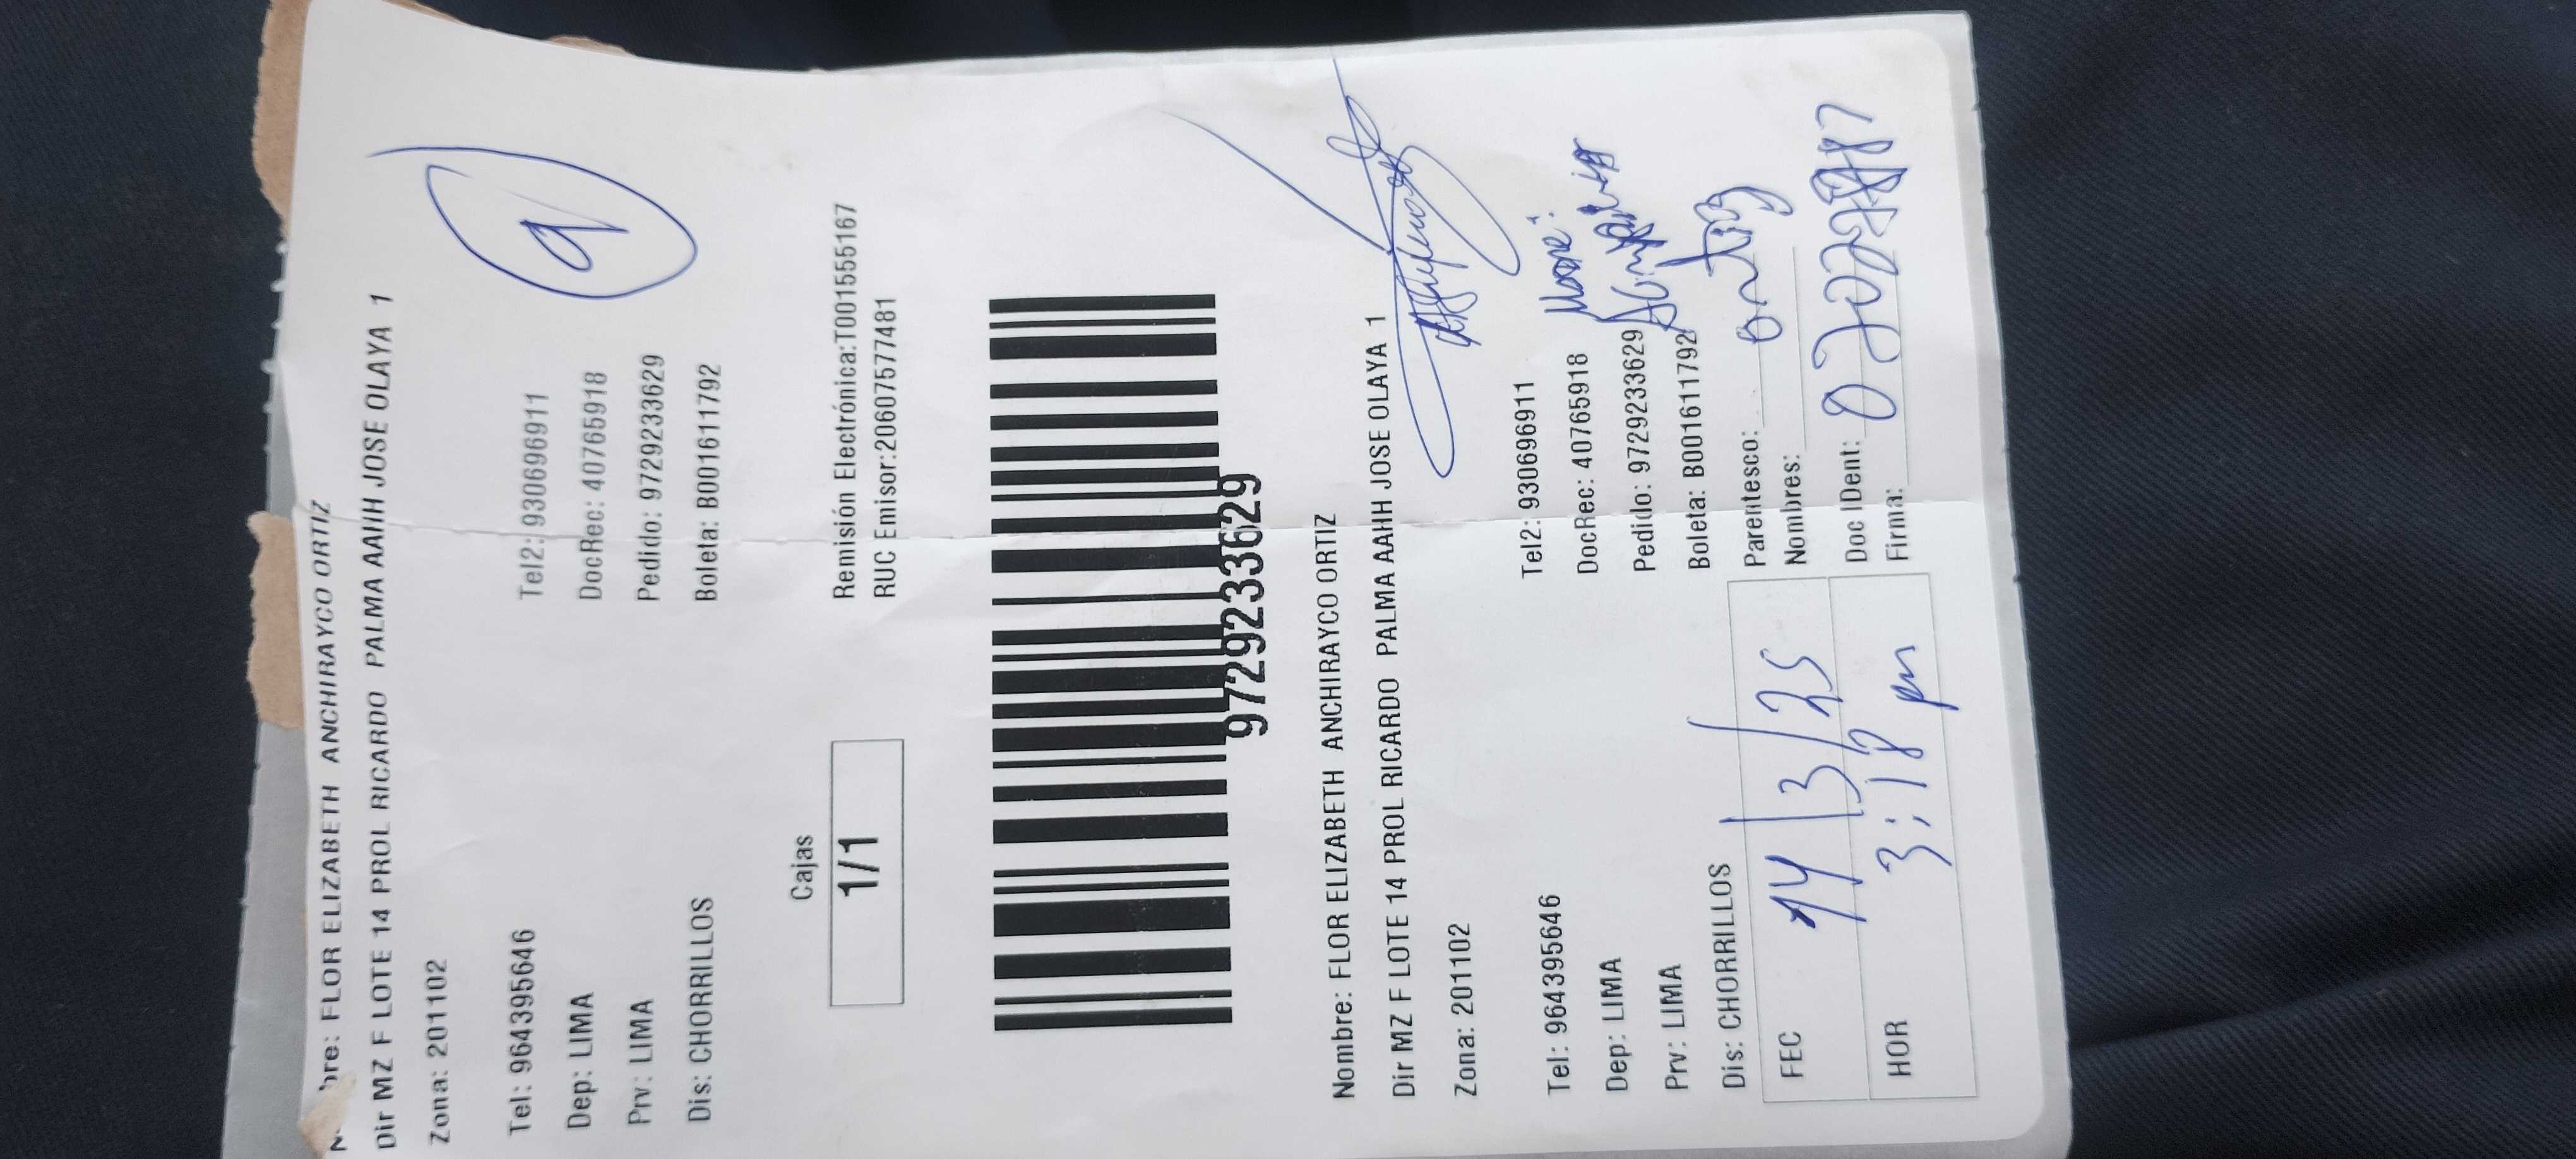 bre: FLOR ELIZABETH ANCHIRAYCO ORTIZ
Dir MZ F LOTE 14 PROL RICARDO PALMA AAHH JOSE OLAYA 1
Zona: 201102
9
Tel: 964395646 Tel2: 930696911
Dep: LIMA DocRec: 40765918
Prv: LIMA Pedido: 9729233629
Dis: CHORRILLOS Boleta: B001611792
Cajas
1/1
Remisión Electrónica:T001555167
RUC Emisor:20607577481
9729233629
Nombre: FLOR ELIZABETH ANCHIRAYCO ORTIZ
Dir MZ F LOTE 14 PROL RICARDO PALMA AAHH JOSE OLAYA 1
Zona: 201102
Tel: 964395646 Tel2: 930696911
Dep: LIMA DocRec: 40765918
Prv: LIMA Pedido: 9729233629
Dis: CHORRILLOS Boleta: B001611792
FEC 14/3/25
HOR 3:18 pm
Parentesco:
Nombres:
Doc IDent:
Firma: